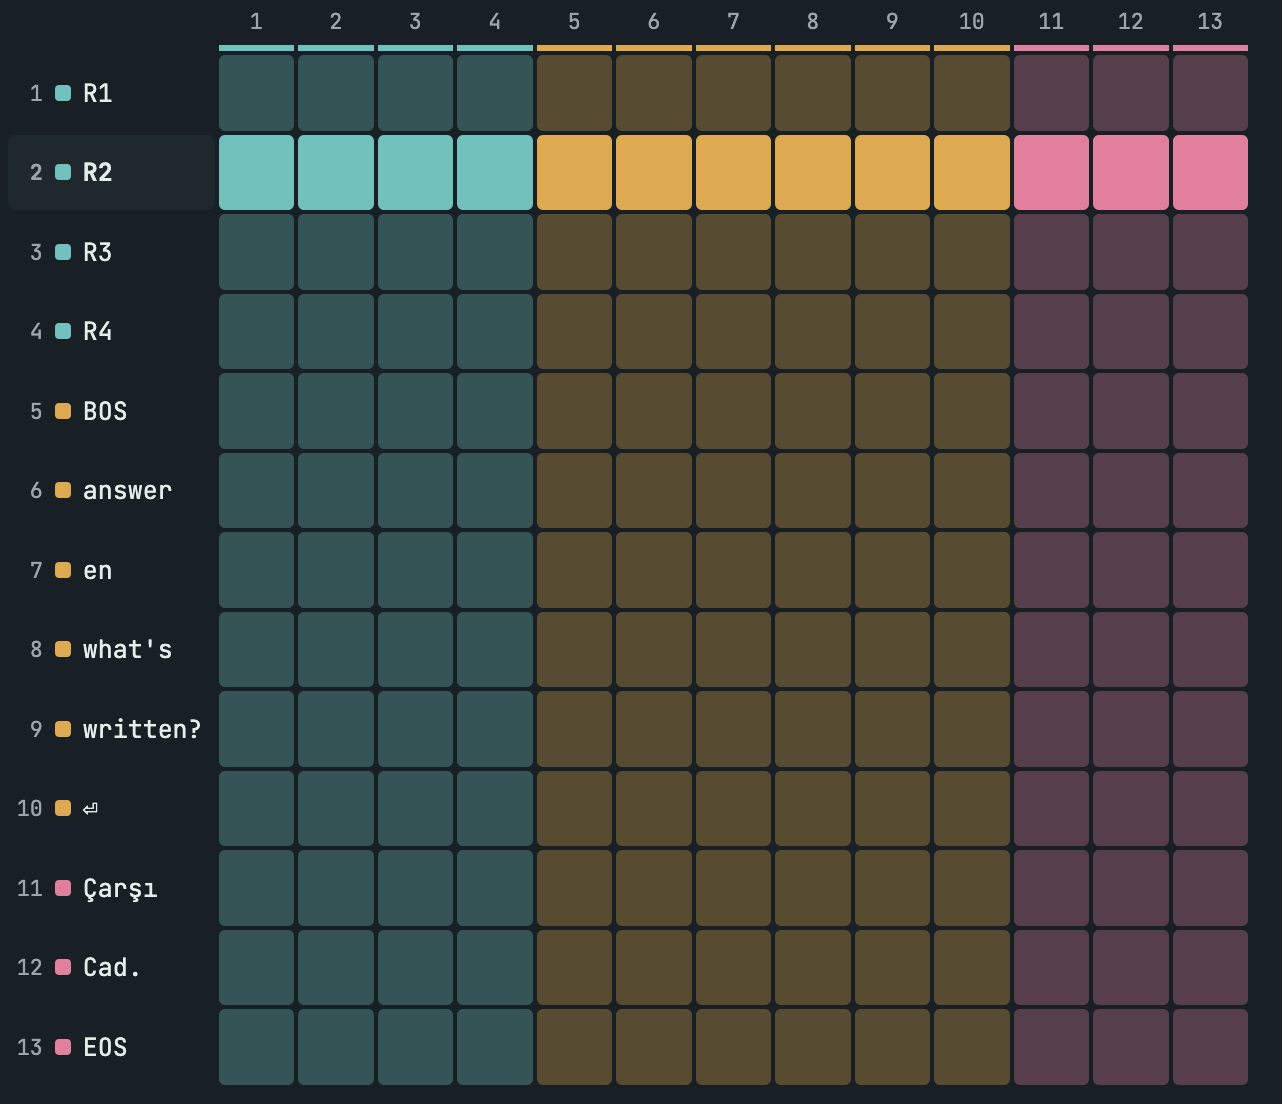 1 2 3 4 5 6 7 8 9 10 11 12 13
1 R1
2 R2
3 R3
4 R4
5 BOS
6 answer
7 en
8 what's
9 written?
10 ⏎
11 Çarşı
12 Cad.
13 EOS